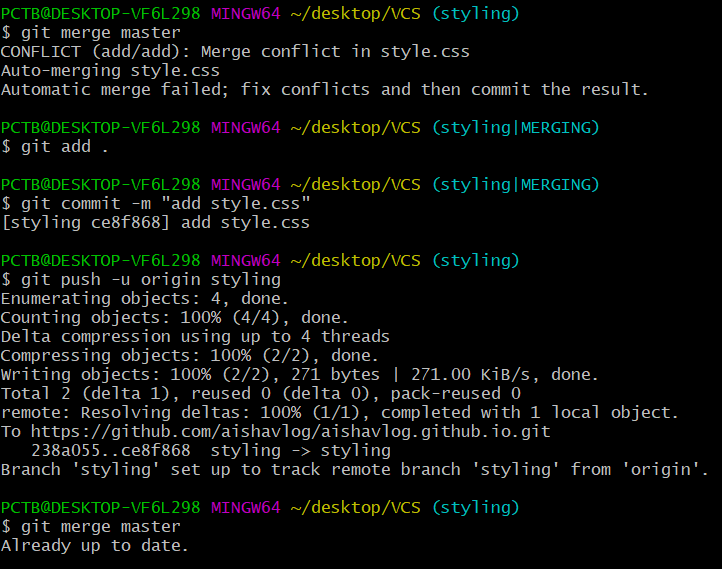 PCTB@DESKTOP-VF6L298 MINGW64 ~/desktop/VCS (styling)
$ git merge master
CONFLICT (add/add): Merge conflict in style.css
Auto-merging style.css
Automatic merge failed; fix conflicts and then commit the result.
PCTB@DESKTOP-VF6L298 MINGW64 ~/desktop/VCS (styling|MERGING)
$ git add .
PCTB@DESKTOP-VF6L298 MINGW64 ~/desktop/VCS (styling|MERGING)
$ git commit -m "add style.css"
[styling ce8f868] add style.css
PCTB@DESKTOP-VF6L298 MINGW64 ~/desktop/VCS (styling)
$ git push -u origin styling
Enumerating objects: 4, done.
Counting objects: 100% (4/4), done.
Delta compression using up to 4 threads
Compressing objects: 100% (2/2), done.
Writing objects: 100% (2/2), 271 bytes | 271.00 KiB/s, done.
Total 2 (delta 1), reused 0 (delta 0), pack-reused 0
remote: Resolving deltas: 100% (1/1), completed with 1 local object.
To https://github.com/aishavlog/aishavlog.github.io.git
238a055..ce8f868  styling -> styling
Branch 'styling' set up to track remote branch 'styling' from 'origin'.
PCTB@DESKTOP-VF6L298 MINGW64 ~/desktop/VCS (styling)
$ git merge master
Already up to date.